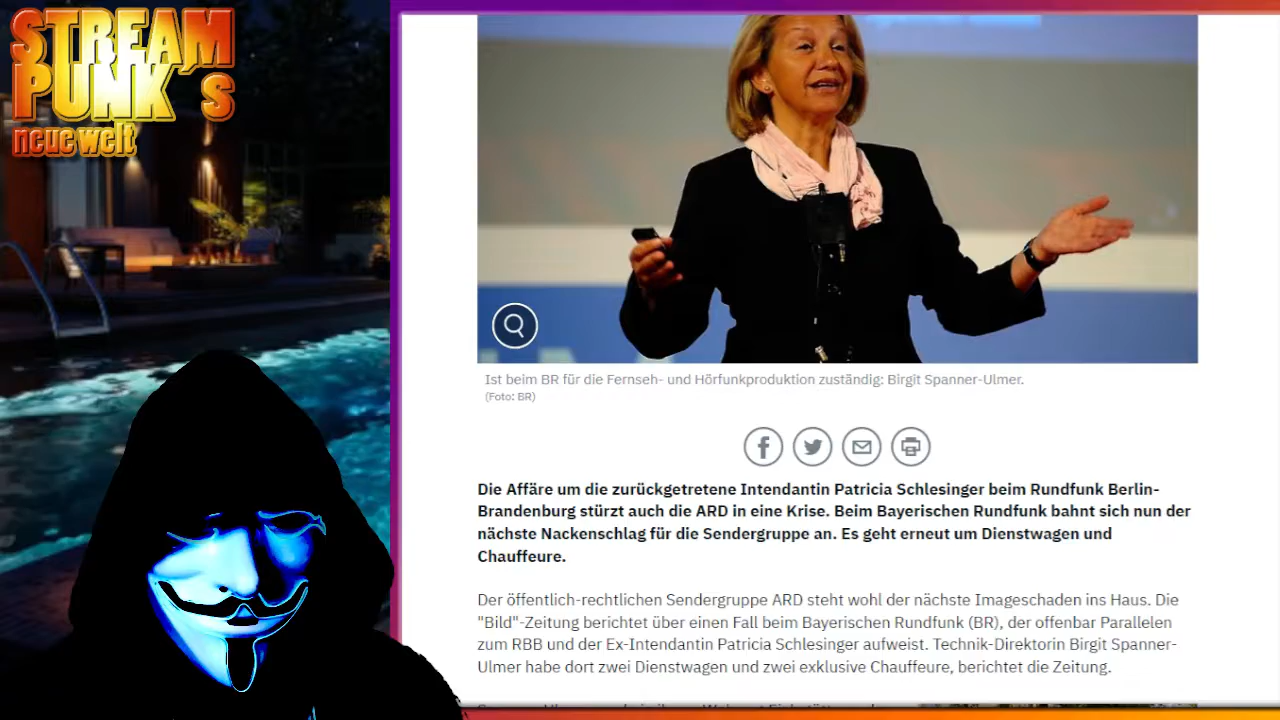 STREAM
PUNK´s
neue welt
Ist beim BR für die Fernseh- und Hörfunkproduktion zuständig: Birgit Spanner-Ulmer.
(Foto: BR)
Die Affäre um die zurückgetretene Intendantin Patricia Schlesinger beim Rundfunk Berlin-
Brandenburg stürzt auch die ARD in eine Krise. Beim Bayerischen Rundfunk bahnt sich nun der
nächste Nackenschlag für die Sendergruppe an. Es geht erneut um Dienstwagen und
Chauffeure.
Der öffentlich-rechtlichen Sendergruppe ARD steht wohl der nächste Imageschaden ins Haus. Die
"Bild"-Zeitung berichtet über einen Fall beim Bayerischen Rundfunk (BR), der offenbar Parallelen
zum RBB und der Ex-Intendantin Patricia Schlesinger aufweist. Technik-Direktorin Birgit Spanner-
Ulmer habe dort zwei Dienstwagen und zwei exklusive Chauffeure, berichtet die Zeitung.